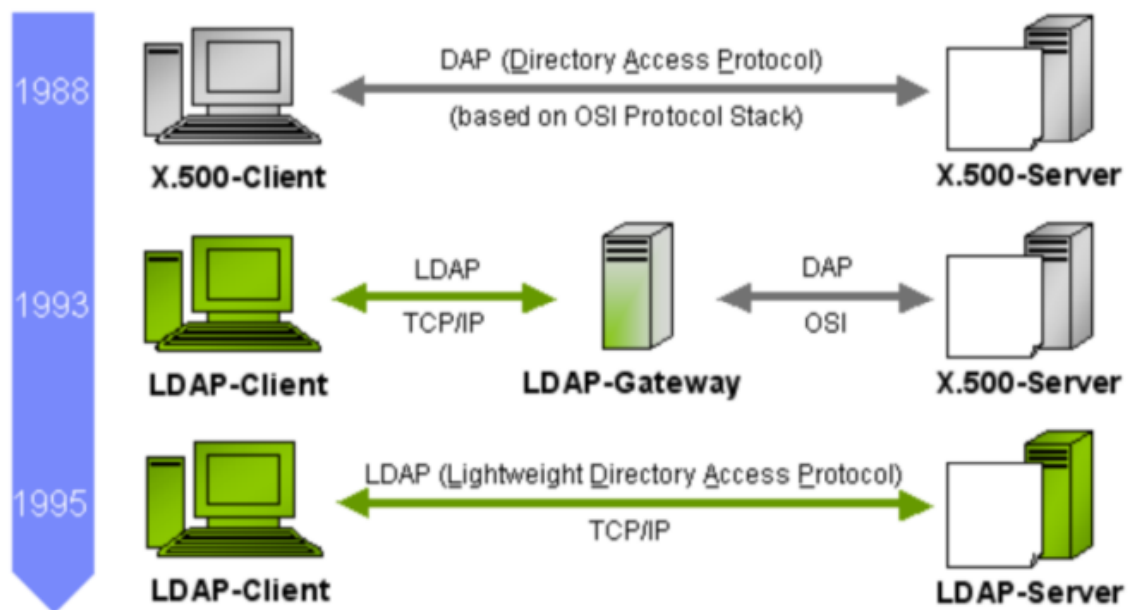 1988
DAP (Directory Access Protocol)
(based on OSI Protocol Stack)
X.500-Client
X.500-Server
1993
LDAP
TCP/IP
DAP
OSI
LDAP-Client
LDAP-Gateway
X.500-Server
1995
LDAP (Lightweight Directory Access Protocol)
TCP/IP
LDAP-Client
LDAP-Server